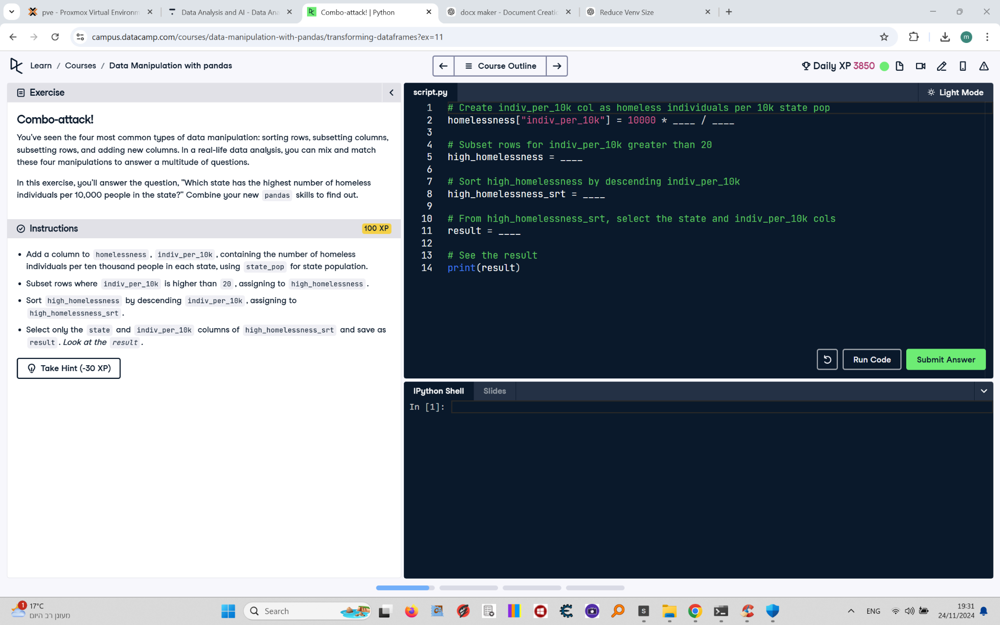 pve - Proxmox Virtual Environm
Data Analysis and AI - Data Ana
Combo-attack! | Python
docx maker - Document Creatic
Reduce Venv Size
campus.datacamp.com/courses/data-manipulation-with-pandas/transforming-dataframes?ex=11
m
Learn / Courses / Data Manipulation with pandas
Course Outline
Daily XP 3850
Exercise
Combo-attack!
You've seen the four most common types of data manipulation: sorting rows, subsetting columns,
subsetting rows, and adding new columns. In a real-life data analysis, you can mix and match
these four manipulations to answer a multitude of questions.
In this exercise, you'll answer the question, "Which state has the highest number of homeless
individuals per 10,000 people in the state?" Combine your new pandas skills to find out.
Instructions
100 XP
• Add a column to homelessness, indiv_per_10k, containing the number of homeless
individuals per ten thousand people in each state, using state_pop for state population.
• Subset rows where indiv_per_10k is higher than 20, assigning to high_homelessness.
• Sort high_homelessness by descending indiv_per_10k, assigning to
high_homelessness_srt.
• Select only the state and indiv_per_10k columns of high_homelessness_srt and save as
result. Look at the result.
Take Hint (-30 XP)
script.py
Light Mode
1 # Create indiv_per_10k col as homeless individuals per 10k state pop
2 homelessness["indiv_per_10k"] = 10000 * ____ / ____
3
4 # Subset rows for indiv_per_10k greater than 20
5 high_homelessness = ____
6
7 # Sort high_homelessness by descending indiv_per_10k
8 high_homelessness_srt = ____
9
10 # From high_homelessness_srt, select the state and indiv_per_10k cols
11 result = ____
12
13 # See the result
14 print(result)
Run Code
Submit Answer
IPython Shell
Slides
In [1]:
1
17°C
מעונן רב היום
Search
S
ENG
19:31
24/11/2024